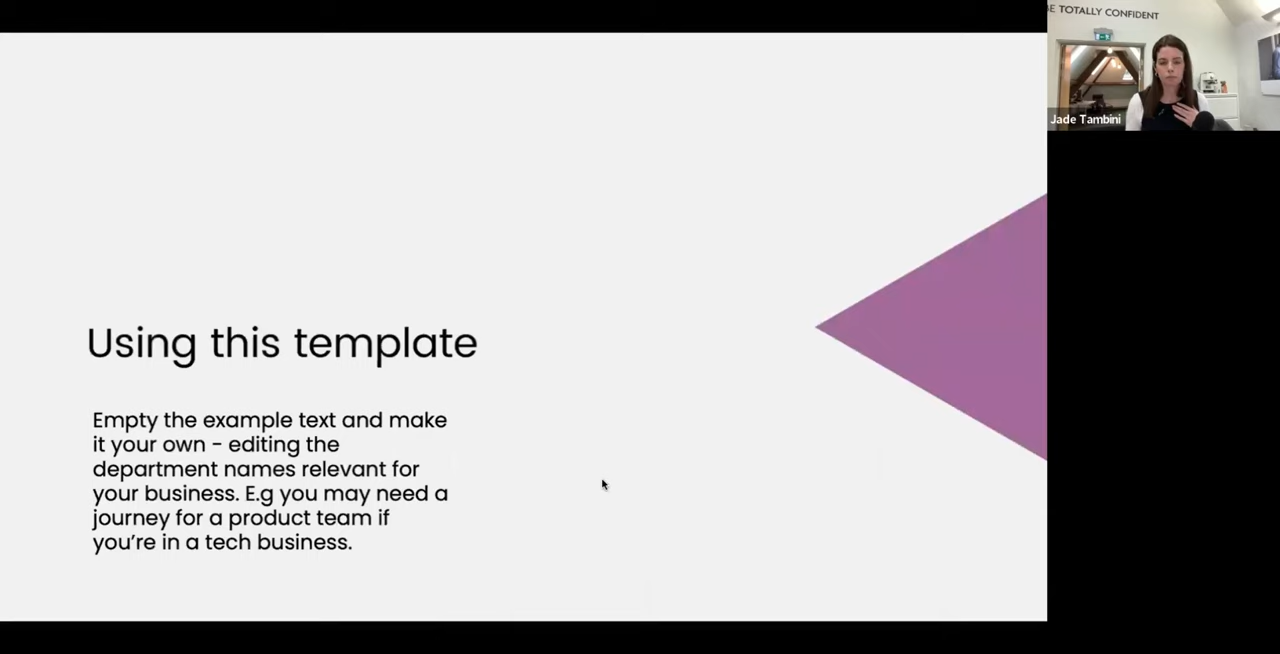 Using this template
Empty the example text and make
it your own - editing the
department names relevant for
your business. E.g you may need a
journey for a product team if
you're in a tech business.
BE TOTALLY CONFIDENT
Jade Tambini